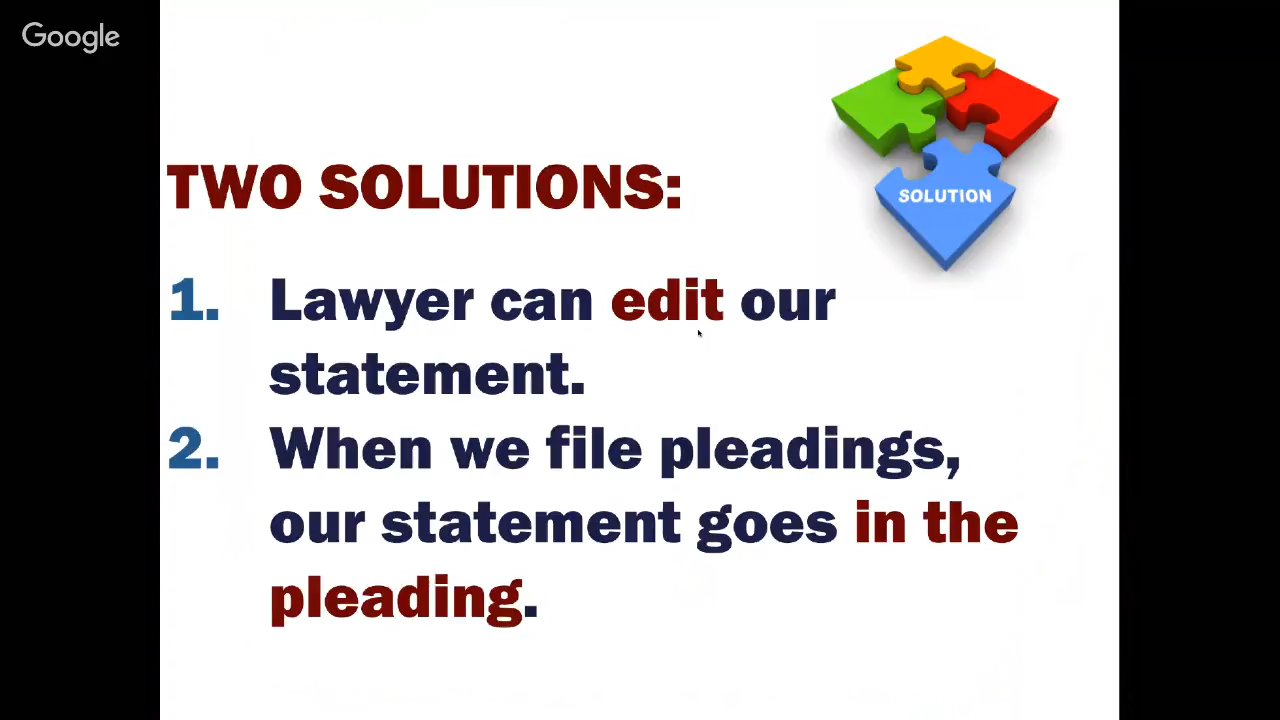 Google
SOLUTION
TWO SOLUTIONS:
1. Lawyer can edit our
statement.
2. When we file pleadings,
our statement goes in the
pleading.